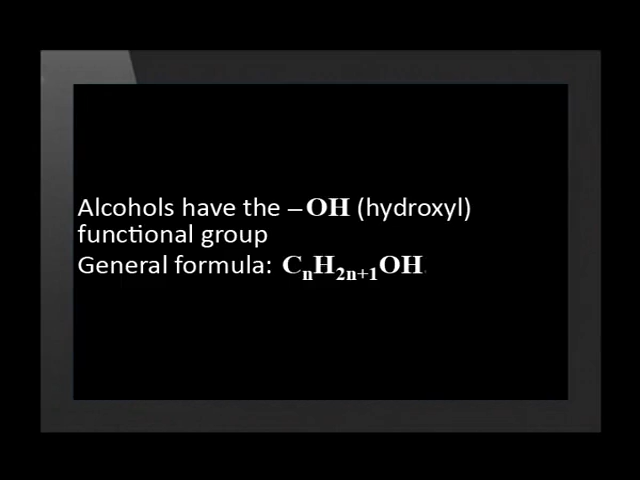 Alcohols have the –OH (hydroxyl)
functional group
General formula: CₙH₂ₙ₊₁OH